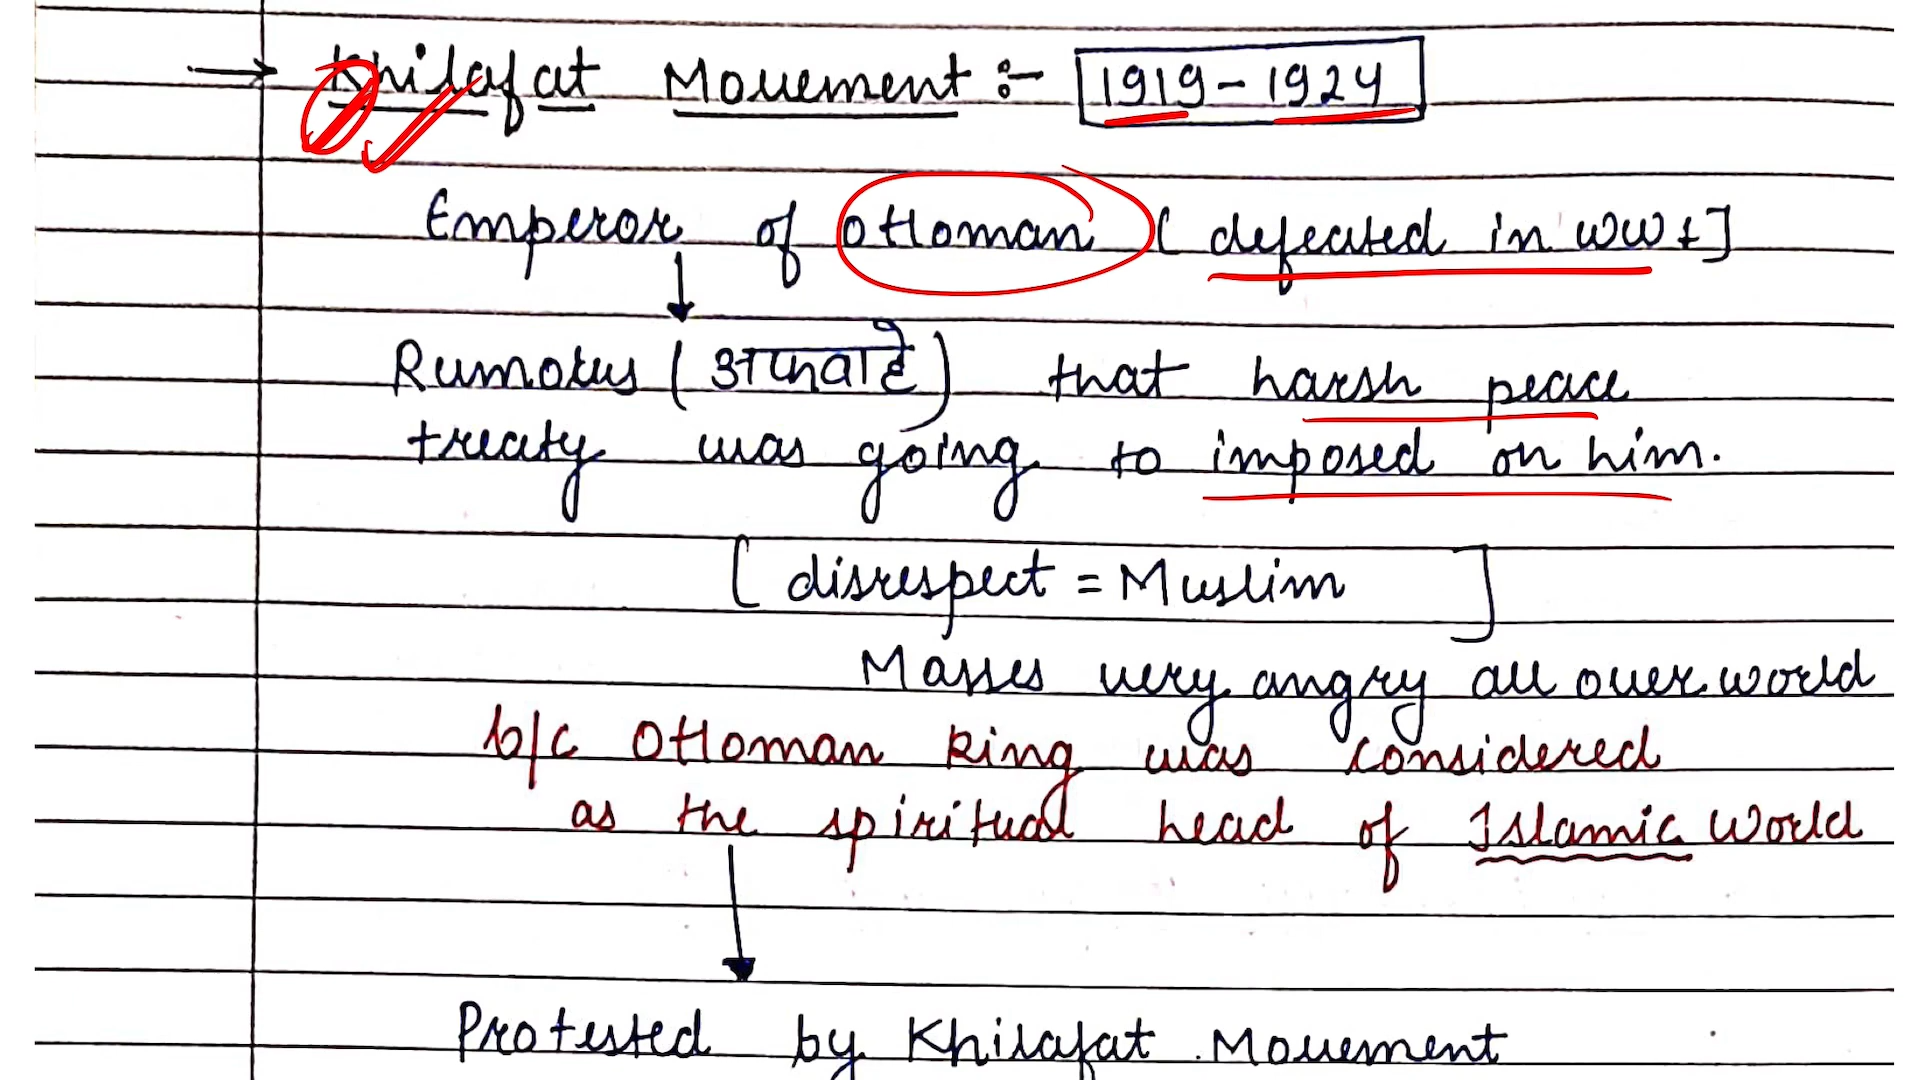 → Khilafat Movement :- 1919-1924
Emperor of Ottoman ( defeated in WW1]
Rumours (अफवाहे) that harsh peace
treaty was going to imposed on him.
[ disrespect = Muslim ]
Masses very angry all over world
b/c Ottoman King was considered
as the spiritual head of Islamic World
Protested by Khilafat Movement